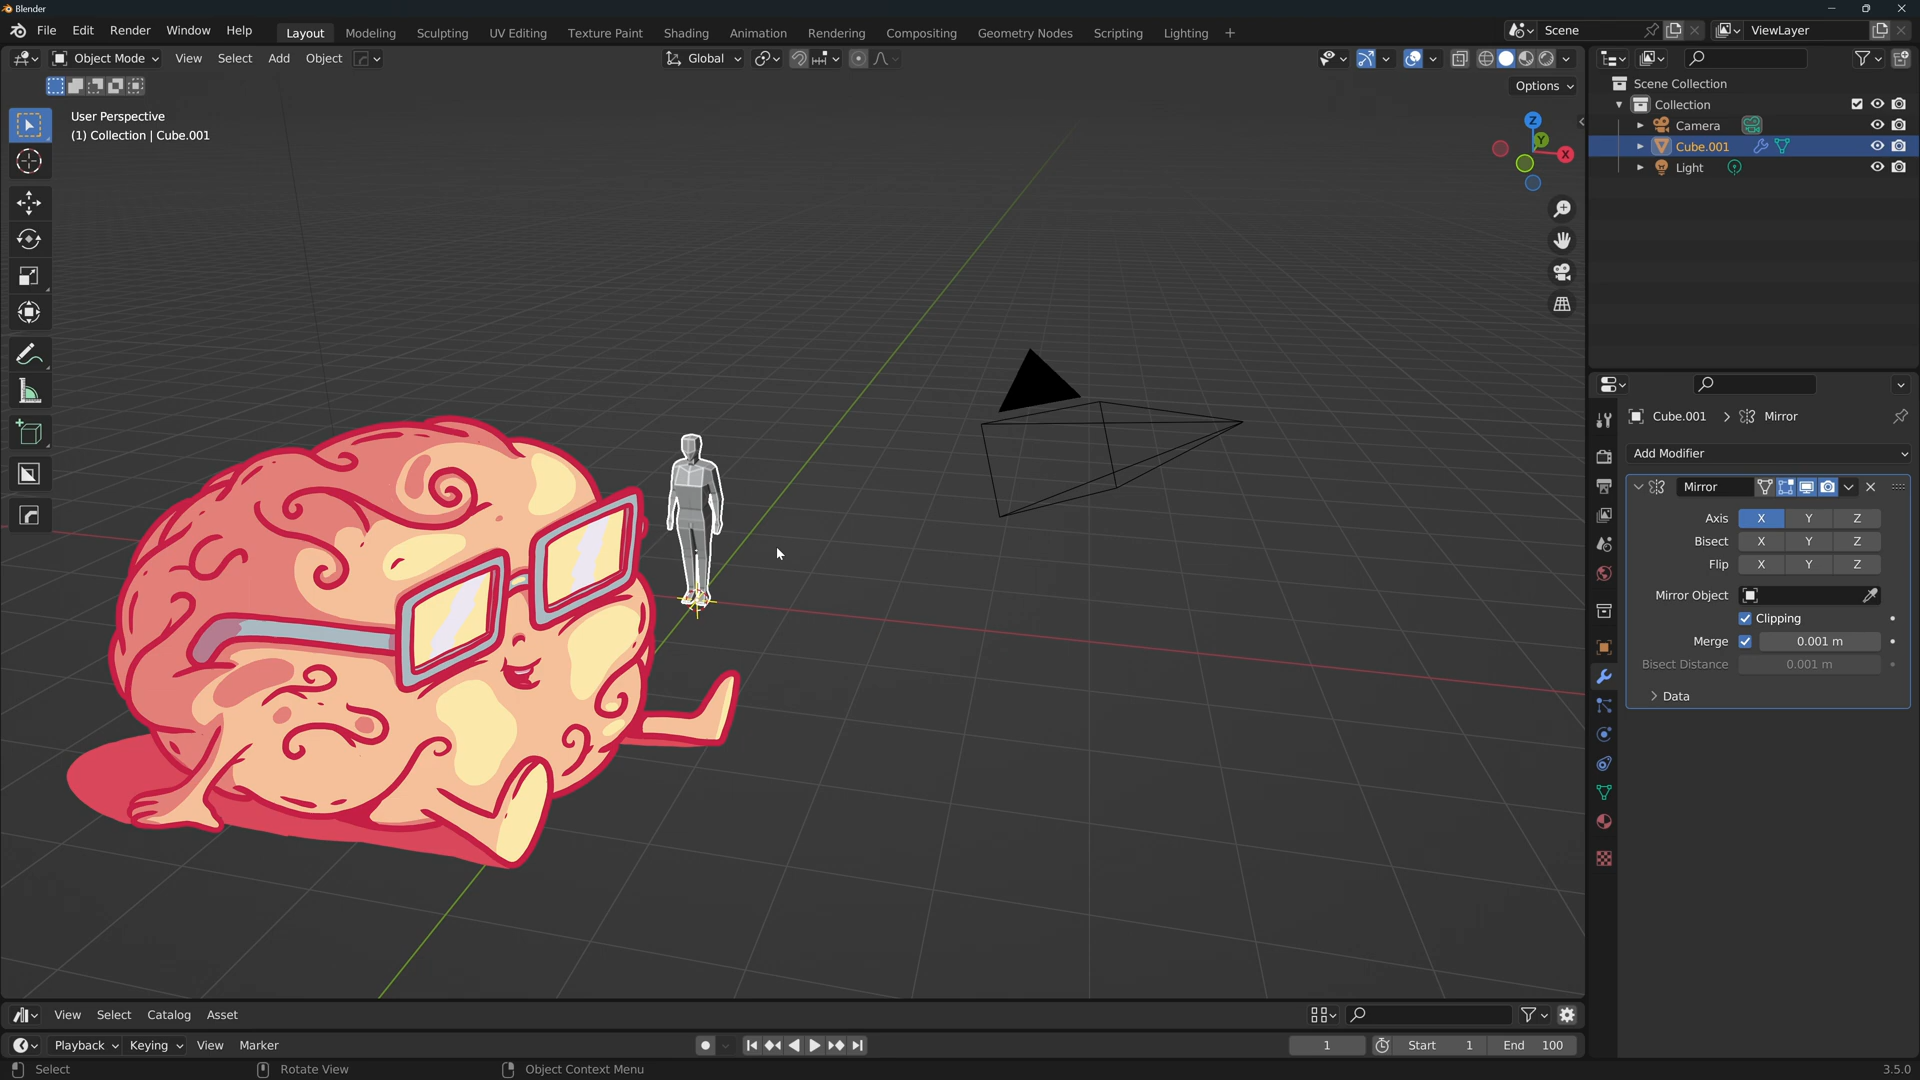 Blender
File Edit Render Window Help
Layout Modeling Sculpting UV Editing Texture Paint Shading Animation Rendering Compositing Geometry Nodes Scripting Lighting +
Scene
ViewLayer
Object Mode View Select Add Object
Global
Options
User Perspective
(1) Collection | Cube.001
Z
Y
X
Scene Collection
Collection
Camera
Cube.001
Light
Cube.001 > Mirror
Add Modifier
Mirror
Axis X Y Z
Bisect X Y Z
Flip X Y Z
Mirror Object
Clipping
Merge 0.001 m
Bisect Distance 0.001 m
Data
View Select Catalog Asset
Playback Keying View Marker
1
Start 1
End 100
Select
Rotate View
Object Context Menu
3.5.0